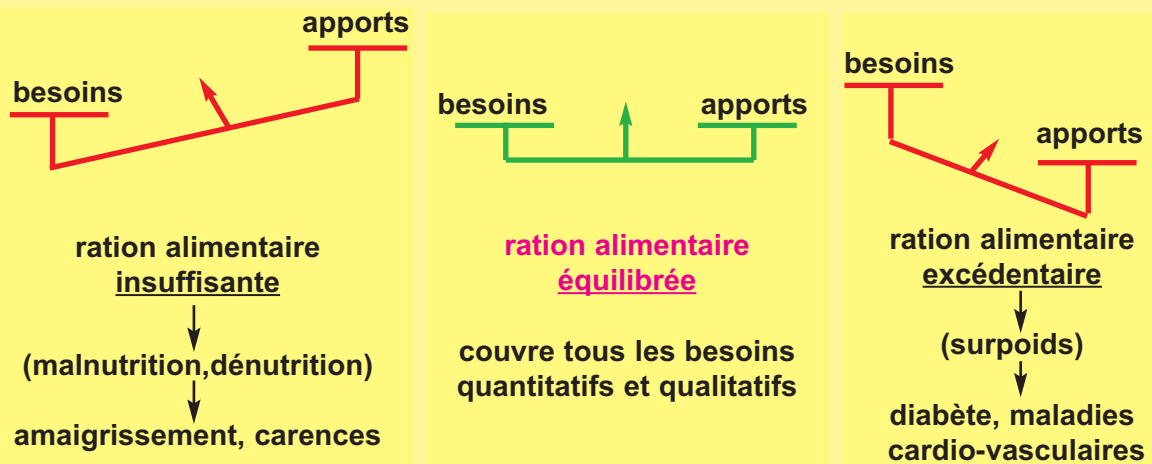 apports
besoins
ration alimentaire
insuffisante
(malnutrition,dénutrition)
amaigrissement, carences
besoins
apports
ration alimentaire
équilibrée
couvre tous les besoins
quantitatifs et qualitatifs
besoins
apports
ration alimentaire
excédentaire
(surpoids)
diabète, maladies
cardio-vasculaires